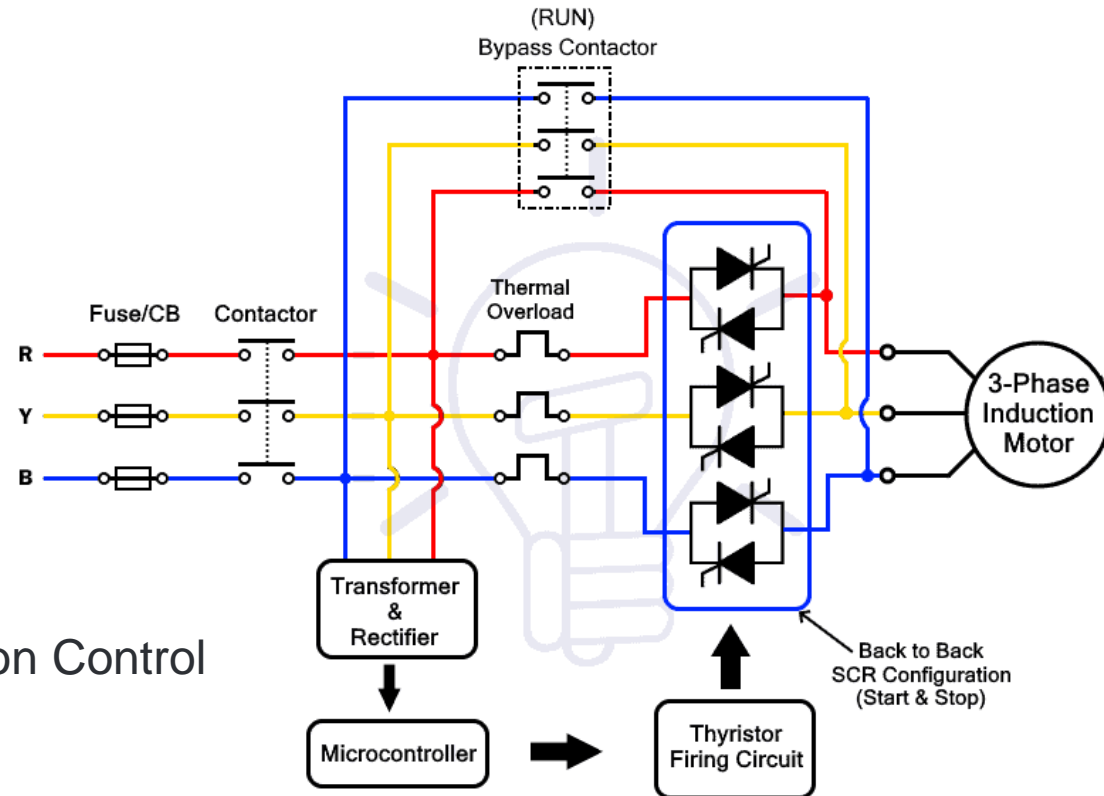 (RUN)
Bypass Contactor
Thermal
Overload
Fuse/CB
Contactor
R
Y
B
3-Phase
Induction
Motor
Transformer
&
Rectifier
on Control
Back to Back
SCR Configuration
(Start & Stop)
Microcontroller
Thyristor
Firing Circuit